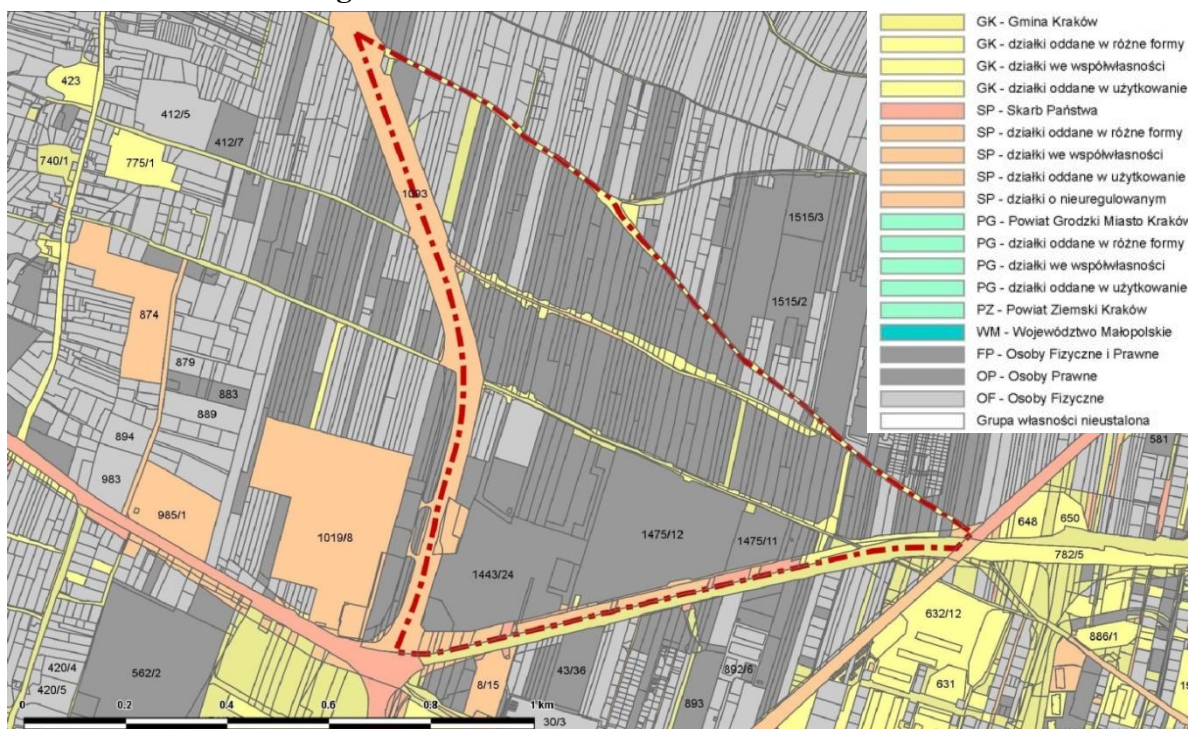 GK - Gmina Kraków
GK - działki oddane w różne formy
GK - działki we współwłasności
GK - działki oddane w użytkowanie
SP - Skarb Państwa
SP - działki oddane w różne formy
SP - działki we współwłasności
SP - działki oddane w użytkowanie
SP - działki o nieuregulowanym
PG - Powiat Grodzki Miasto Kraków
PG - działki oddane w różne formy
PG - działki we współwłasności
PG - działki oddane w użytkowanie
PZ - Powiat Ziemski Kraków
WM - Województwo Małopolskie
FP - Osoby Fizyczne i Prawne
OP - Osoby Prawne
OF - Osoby Fizyczne
Grupa własności nieustalona
423
412/5
412/7
740/1
775/1
1093
1515/3
1515/2
874
879
883
889
894
983
985/1
1019/8
1443/24
1475/12
1475/11
581
648
650
782/5
632/12
886/1
631
420/4
420/5
562/2
8/15
43/36
892/6
893
30/3
0 0.2 0.4 0.6 0.8 1 km